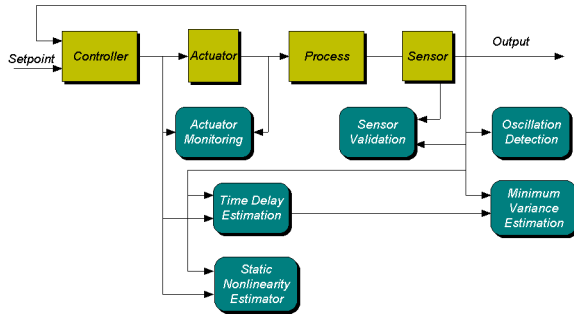 Setpoint
Controller
Actuator
Process
Sensor
Output
Actuator
Monitoring
Sensor
Validation
Oscillation
Detection
Time Delay
Estimation
Minimum
Variance
Estimation
Static
Nonlinearity
Estimator